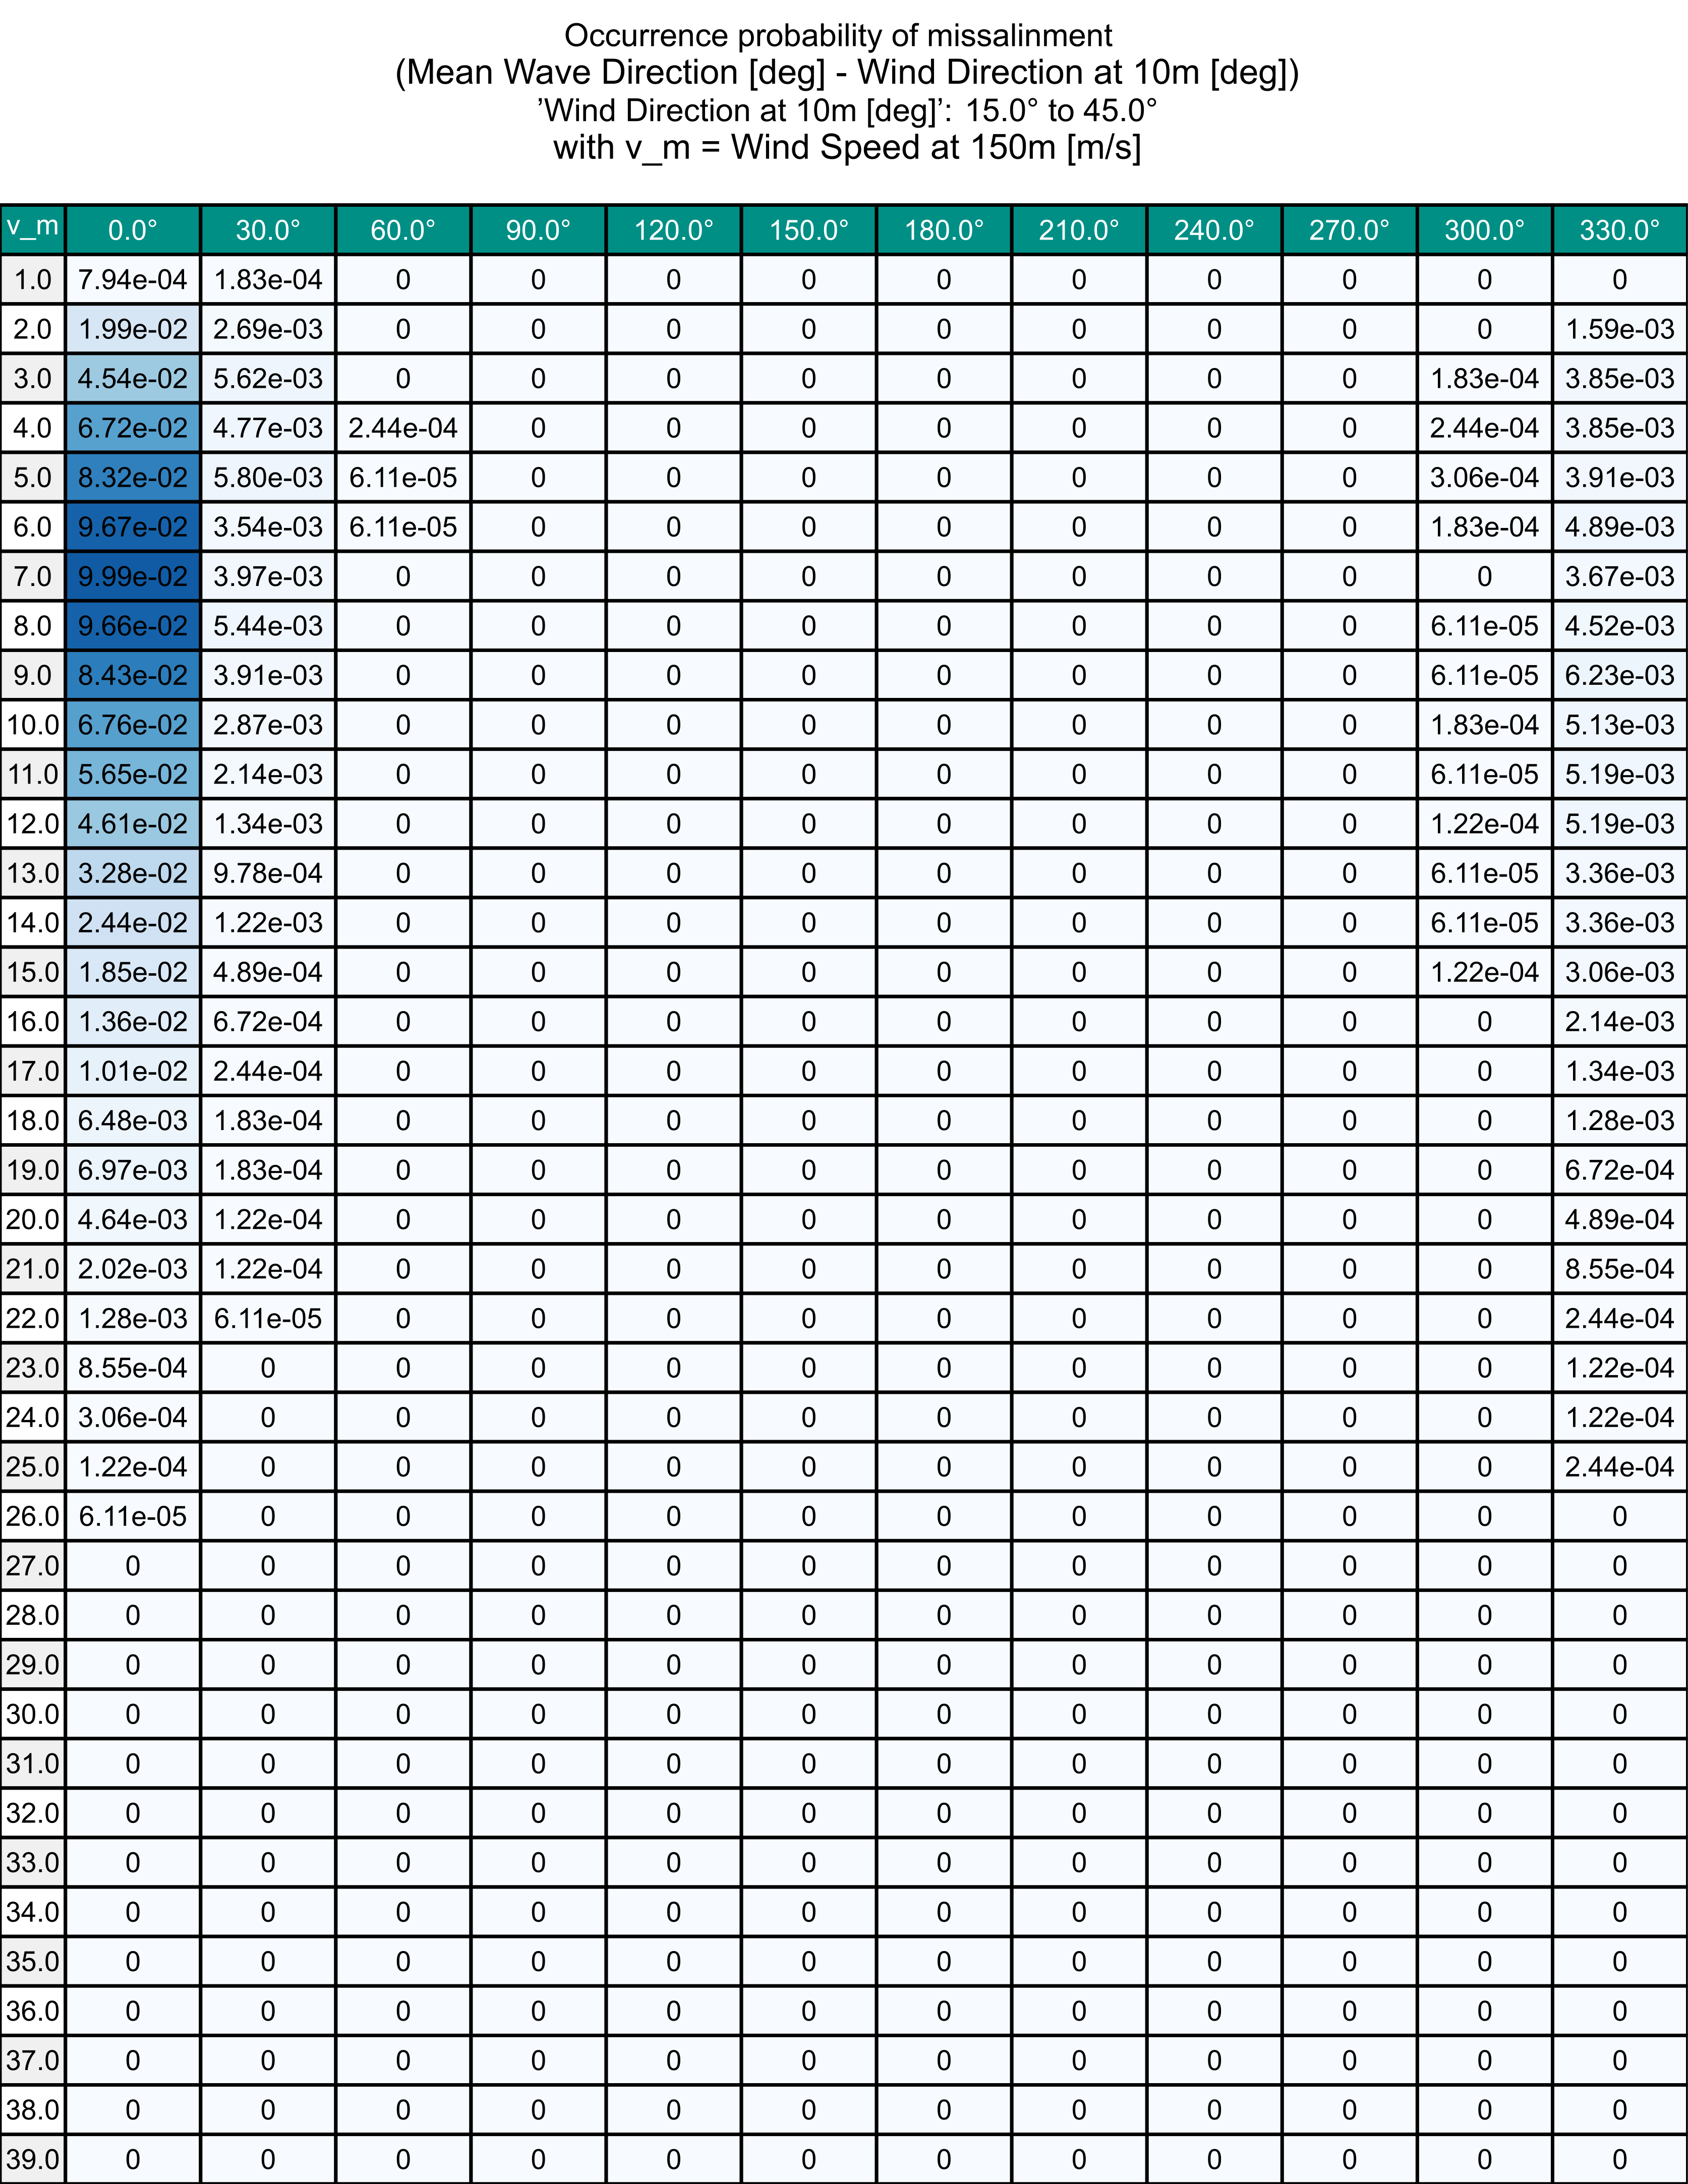 Occurrence probability of missalinment
(Mean Wave Direction [deg] - Wind Direction at 10m [deg])
’Wind Direction at 10m [deg]’: 15.0° to 45.0°
with v_m = Wind Speed at 150m [m/s]
v_m 0.0° 30.0° 60.0° 90.0° 120.0° 150.0° 180.0° 210.0° 240.0° 270.0° 300.0° 330.0°
1.0 7.94e-04 1.83e-04 0 0 0 0 0 0 0 0 0 0
2.0 1.99e-02 2.69e-03 0 0 0 0 0 0 0 0 0 1.59e-03
3.0 4.54e-02 5.62e-03 0 0 0 0 0 0 0 0 1.83e-04 3.85e-03
4.0 6.72e-02 4.77e-03 2.44e-04 0 0 0 0 0 0 0 2.44e-04 3.85e-03
5.0 8.32e-02 5.80e-03 6.11e-05 0 0 0 0 0 0 0 3.06e-04 3.91e-03
6.0 9.67e-02 3.54e-03 6.11e-05 0 0 0 0 0 0 0 1.83e-04 4.89e-03
7.0 9.99e-02 3.97e-03 0 0 0 0 0 0 0 0 0 3.67e-03
8.0 9.66e-02 5.44e-03 0 0 0 0 0 0 0 0 6.11e-05 4.52e-03
9.0 8.43e-02 3.91e-03 0 0 0 0 0 0 0 0 6.11e-05 6.23e-03
10.0 6.76e-02 2.87e-03 0 0 0 0 0 0 0 0 1.83e-04 5.13e-03
11.0 5.65e-02 2.14e-03 0 0 0 0 0 0 0 0 6.11e-05 5.19e-03
12.0 4.61e-02 1.34e-03 0 0 0 0 0 0 0 0 1.22e-04 5.19e-03
13.0 3.28e-02 9.78e-04 0 0 0 0 0 0 0 0 6.11e-05 3.36e-03
14.0 2.44e-02 1.22e-03 0 0 0 0 0 0 0 0 6.11e-05 3.36e-03
15.0 1.85e-02 4.89e-04 0 0 0 0 0 0 0 0 1.22e-04 3.06e-03
16.0 1.36e-02 6.72e-04 0 0 0 0 0 0 0 0 0 2.14e-03
17.0 1.01e-02 2.44e-04 0 0 0 0 0 0 0 0 0 1.34e-03
18.0 6.48e-03 1.83e-04 0 0 0 0 0 0 0 0 0 1.28e-03
19.0 6.97e-03 1.83e-04 0 0 0 0 0 0 0 0 0 6.72e-04
20.0 4.64e-03 1.22e-04 0 0 0 0 0 0 0 0 0 4.89e-04
21.0 2.02e-03 1.22e-04 0 0 0 0 0 0 0 0 0 8.55e-04
22.0 1.28e-03 6.11e-05 0 0 0 0 0 0 0 0 0 2.44e-04
23.0 8.55e-04 0 0 0 0 0 0 0 0 0 0 1.22e-04
24.0 3.06e-04 0 0 0 0 0 0 0 0 0 0 1.22e-04
25.0 1.22e-04 0 0 0 0 0 0 0 0 0 0 2.44e-04
26.0 6.11e-05 0 0 0 0 0 0 0 0 0 0 0
27.0 0 0 0 0 0 0 0 0 0 0 0 0
28.0 0 0 0 0 0 0 0 0 0 0 0 0
29.0 0 0 0 0 0 0 0 0 0 0 0 0
30.0 0 0 0 0 0 0 0 0 0 0 0 0
31.0 0 0 0 0 0 0 0 0 0 0 0 0
32.0 0 0 0 0 0 0 0 0 0 0 0 0
33.0 0 0 0 0 0 0 0 0 0 0 0 0
34.0 0 0 0 0 0 0 0 0 0 0 0 0
35.0 0 0 0 0 0 0 0 0 0 0 0 0
36.0 0 0 0 0 0 0 0 0 0 0 0 0
37.0 0 0 0 0 0 0 0 0 0 0 0 0
38.0 0 0 0 0 0 0 0 0 0 0 0 0
39.0 0 0 0 0 0 0 0 0 0 0 0 0